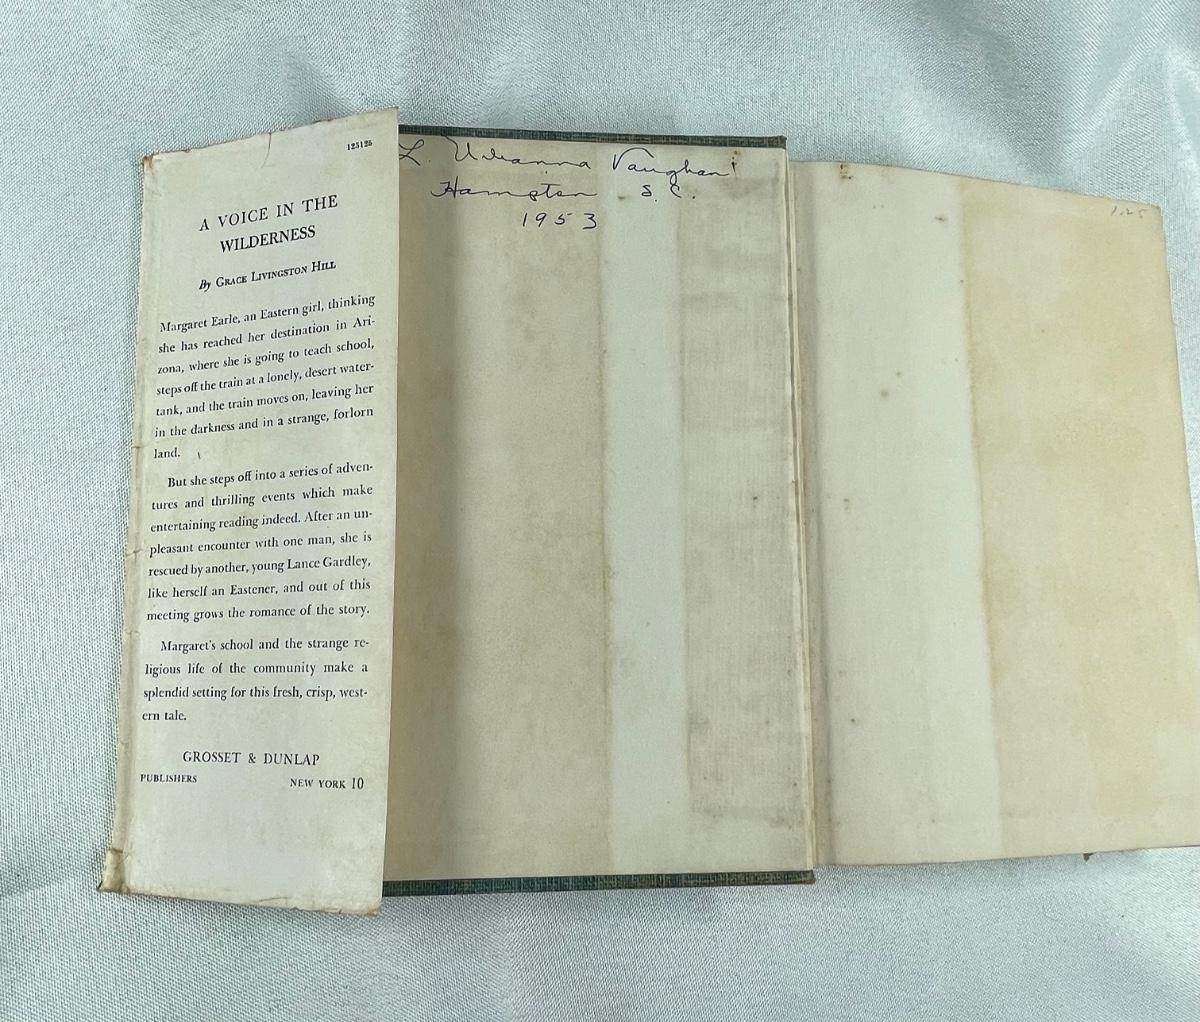 123125
A VOICE IN THE
WILDERNESS
By GRACE LIVINGSTON HILL
Margaret Earle, an Eastern girl, thinking
she has reached her destination in Ari-
zona, where she is going to teach school,
steps off the train at a lonely, desert water-
tank, and the train moves on, leaving her
in the darkness and in a strange, forlorn
land.
But she steps off into a series of adven-
tures and thrilling events which make
entertaining reading indeed. After an un-
pleasant encounter with one man, she is
rescued by another, young Lance Gardley,
like herself an Eastener, and out of this
meeting grows the romance of the story.
Margaret's school and the strange re-
ligious life of the community make a
splendid setting for this fresh, crisp, west-
ern tale.
GROSSET & DUNLAP
PUBLISHERS NEW YORK 10
L. Vaughan
Hampton S.C.
1953
1.25